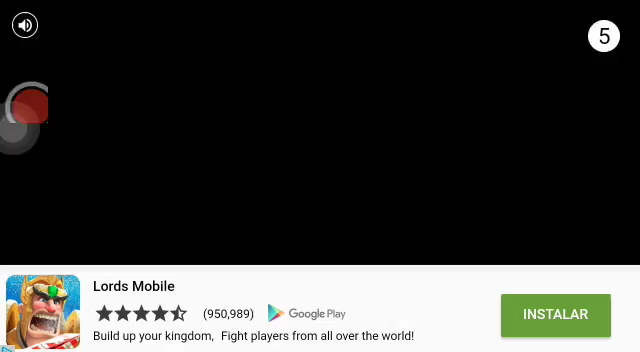 5
Lords Mobile
(950,989) Google Play
Build up your kingdom, Fight players from all over the world!
INSTALAR